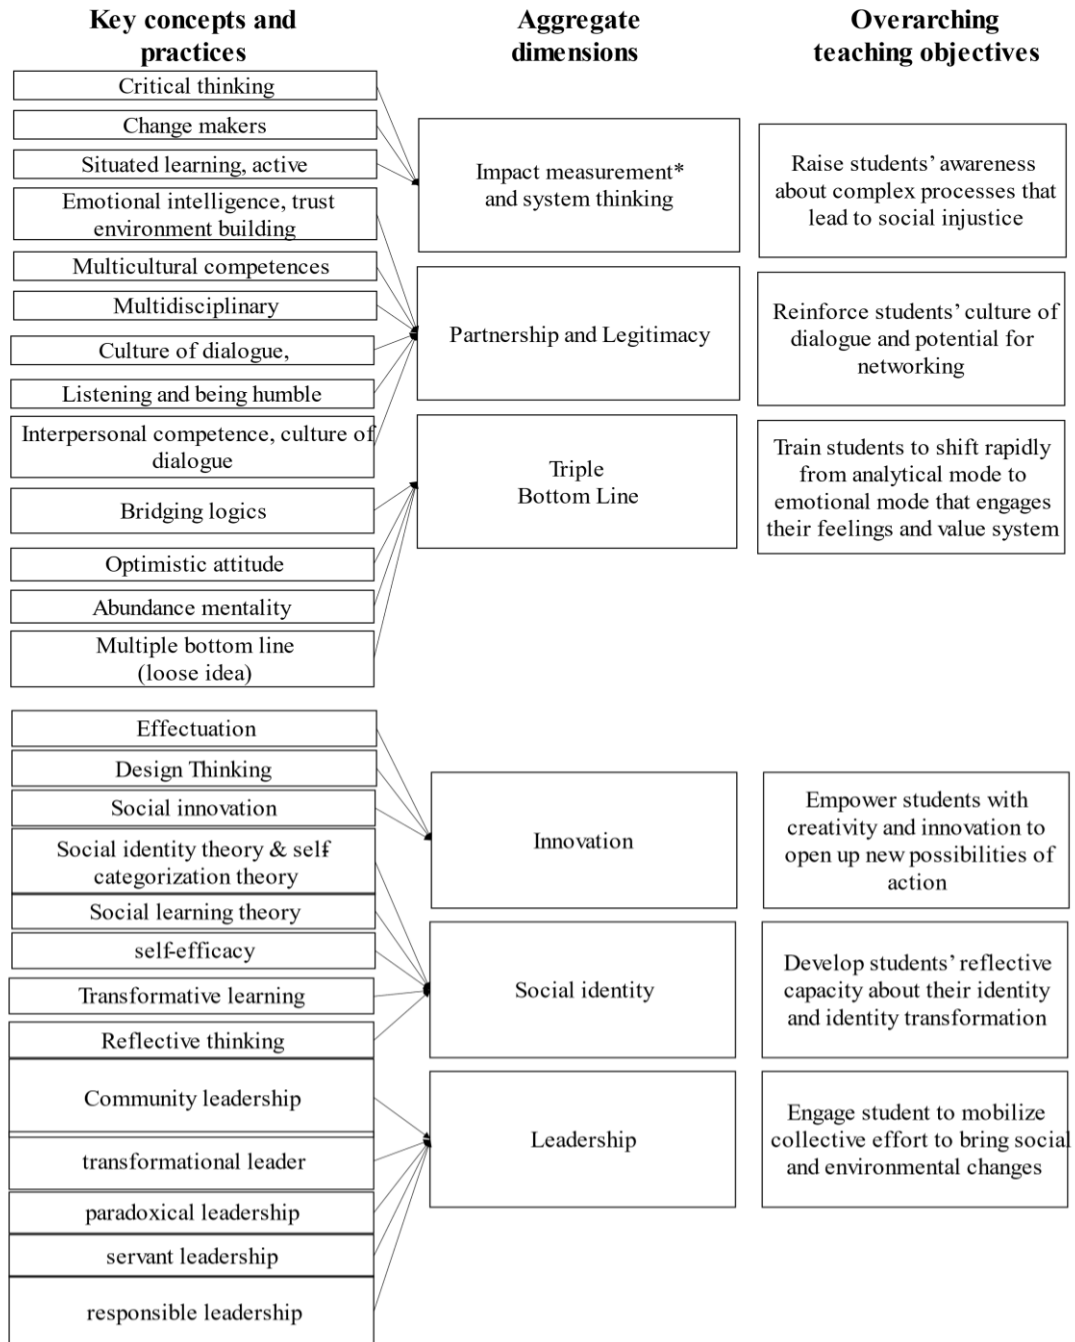 Key concepts and
practices
Aggregate
dimensions
Overarching
teaching objectives
Critical thinking
Change makers
Situated learning, active
Emotional intelligence, trust
environment building
Multicultural competences
Multidisciplinary
Culture of dialogue,
Listening and being humble
Interpersonal competence, culture of
dialogue
Bridging logics
Optimistic attitude
Abundance mentality
Multiple bottom line
(loose idea)
Impact measurement*
and system thinking
Partnership and Legitimacy
Triple
Bottom Line
Raise students’ awareness
about complex processes that
lead to social injustice
Reinforce students’ culture of
dialogue and potential for
networking
Train students to shift rapidly
from analytical mode to
emotional mode that engages
their feelings and value system
Effectuation
Design Thinking
Social innovation
Social identity theory & self-
categorization theory
Social learning theory
self-efficacy
Transformative learning
Reflective thinking
Community leadership
transformational leader
paradoxical leadership
servant leadership
responsible leadership
Innovation
Social identity
Leadership
Empower students with
creativity and innovation to
open up new possibilities of
action
Develop students’ reflective
capacity about their identity
and identity transformation
Engage student to mobilize
collective effort to bring social
and environmental changes